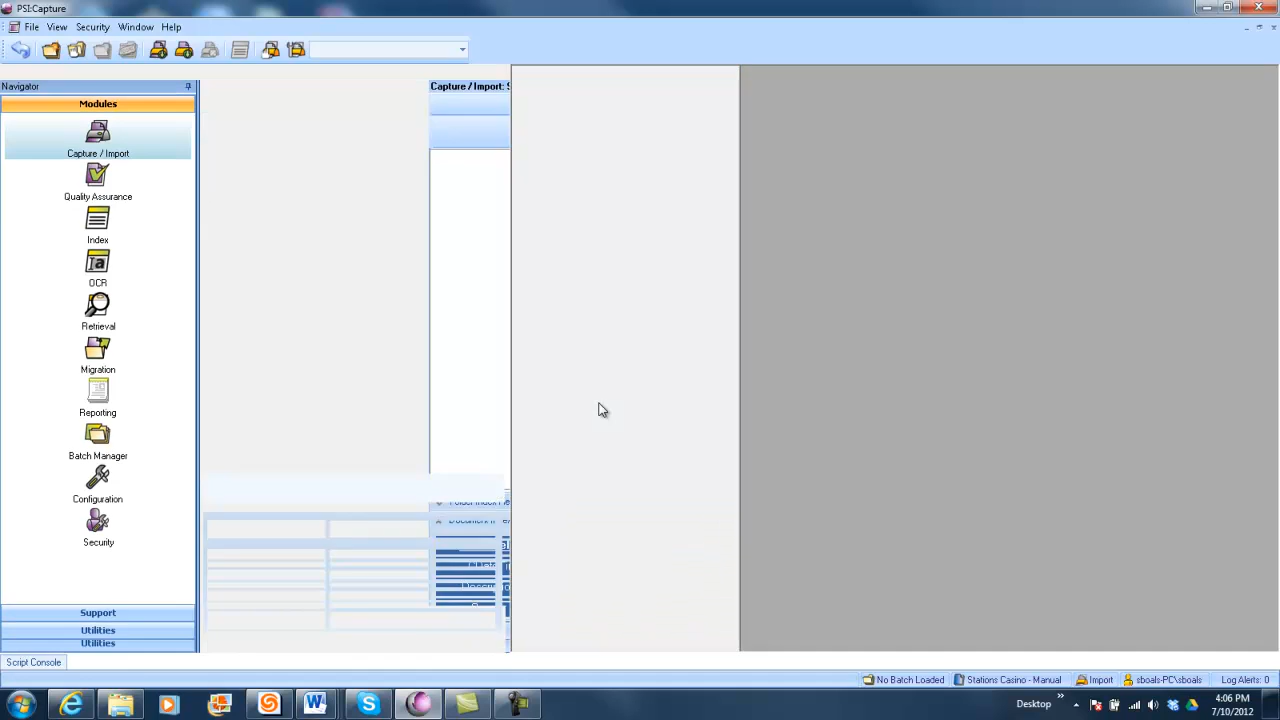 PSI:Capture
File View Security Window Help
Navigator
Capture / Import: S
Modules
Capture / Import
Quality Assurance
Index
OCR
Retrieval
Migration
Reporting
Batch Manager
Configuration
Security
Support
Utilities
Utilities
Script Console
No Batch Loaded Stations Casino - Manual Import sboals-PC\sboals Log Alerts: 0
Desktop
4:06 PM
7/10/2012